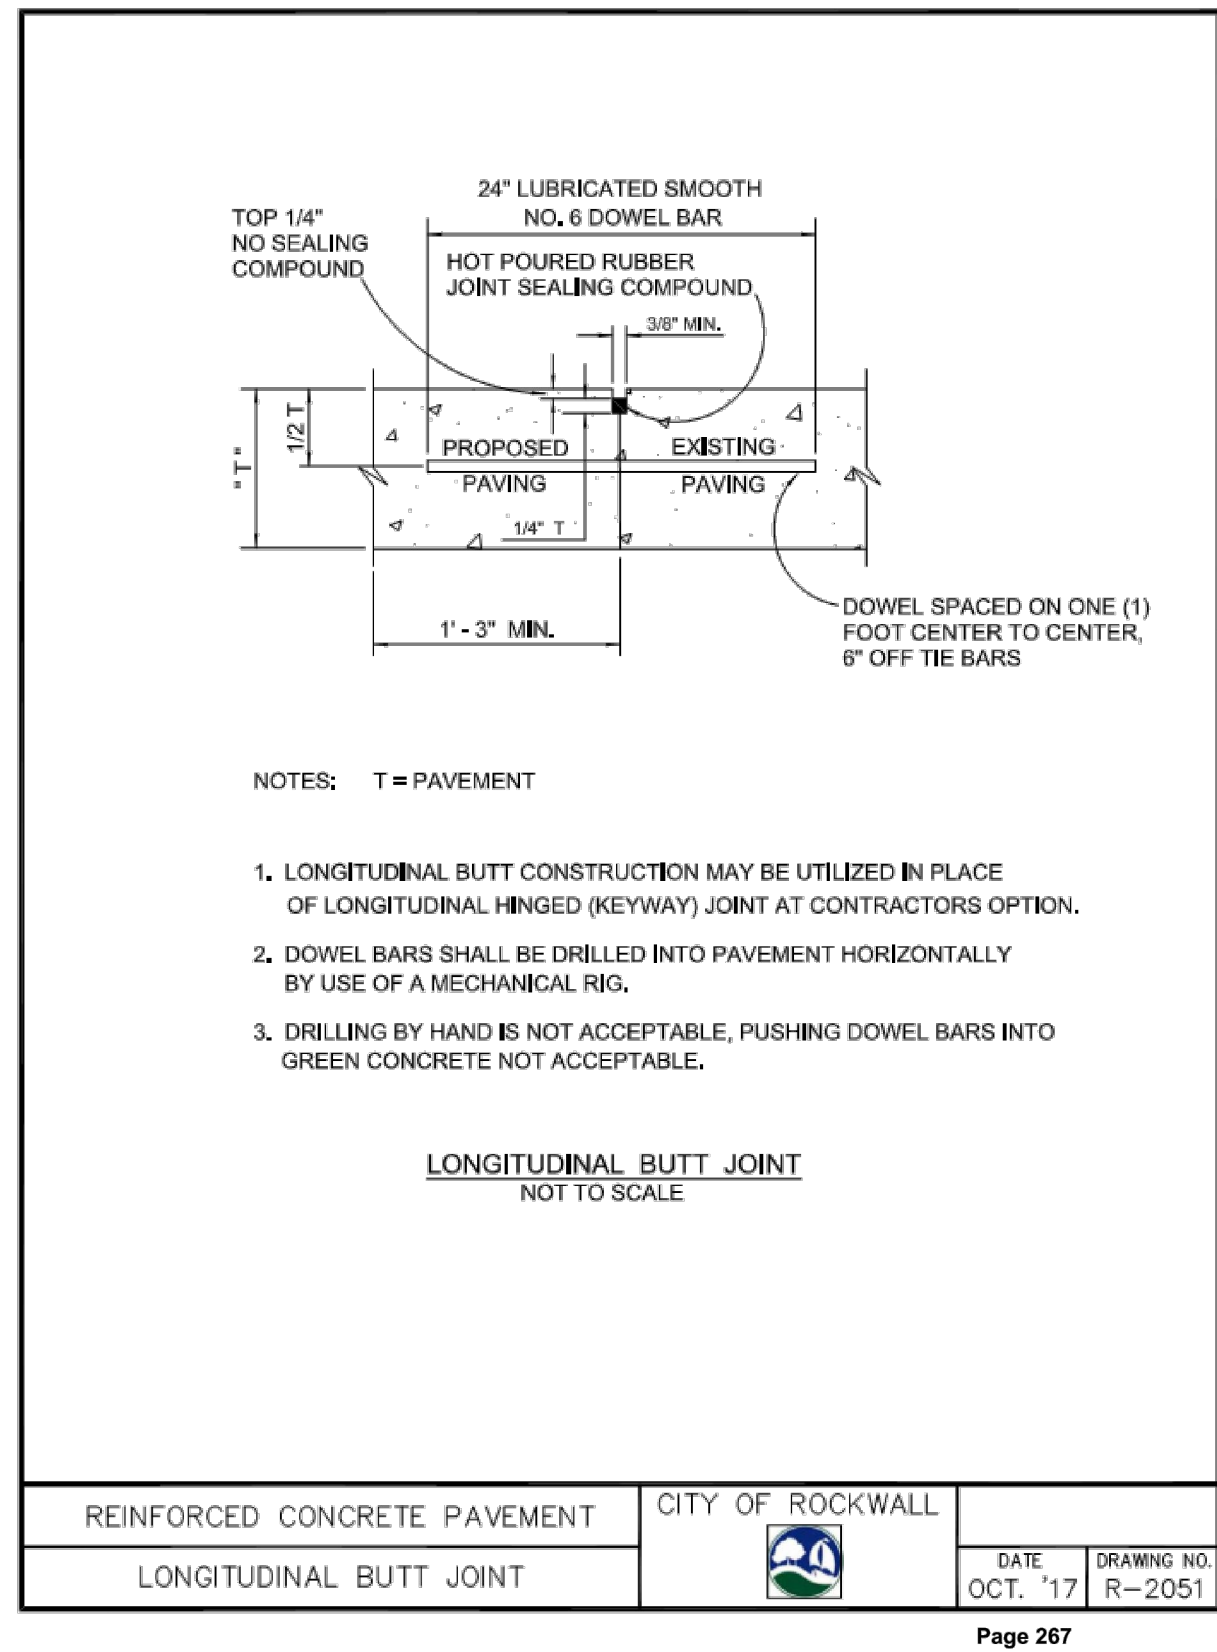 24" LUBRICATED SMOOTH
NO. 6 DOWEL BAR
TOP 1/4"
NO SEALING
COMPOUND
HOT POURED RUBBER
JOINT SEALING COMPOUND
3/8" MIN.
1/2 T
"T"
PROPOSED
PAVING
EXISTING
PAVING
1/4" T
1' - 3" MIN.
DOWEL SPACED ON ONE (1)
FOOT CENTER TO CENTER,
6" OFF TIE BARS
NOTES: T = PAVEMENT
1. LONGITUDINAL BUTT CONSTRUCTION MAY BE UTILIZED IN PLACE
OF LONGITUDINAL HINGED (KEYWAY) JOINT AT CONTRACTORS OPTION.
2. DOWEL BARS SHALL BE DRILLED INTO PAVEMENT HORIZONTALLY
BY USE OF A MECHANICAL RIG.
3. DRILLING BY HAND IS NOT ACCEPTABLE, PUSHING DOWEL BARS INTO
GREEN CONCRETE NOT ACCEPTABLE.
LONGITUDINAL BUTT JOINT
NOT TO SCALE
REINFORCED CONCRETE PAVEMENT
LONGITUDINAL BUTT JOINT
CITY OF ROCKWALL
DATE
OCT. '17
DRAWING NO.
R-2051
Page 267